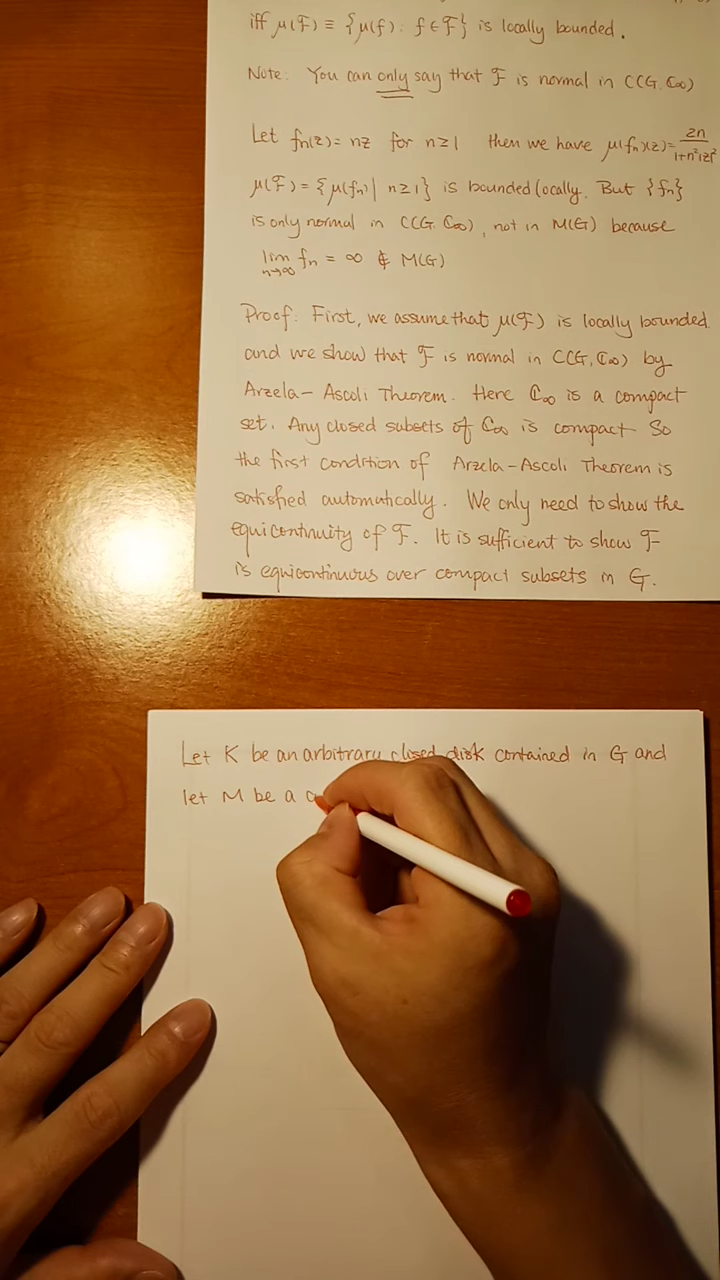 iff μ(F) ≡ {μ(f): f ∈ F} is locally bounded.
Note: You can only say that F is normal in C(G, C∞)
Let fn(z) = nz for n≥1 then we have μ(fn)(z) = 2n / 1+n²|z|²
μ(F) = {μ(fn) | n≥1} is bounded locally. But {fn}
is only normal in C(G, C∞), not in M(G) because
lim n→∞ fn = ∞ ∉ M(G)
Proof: First, we assume that μ(F) is locally bounded
and we show that F is normal in C(G, C∞) by
Arzela-Ascoli Theorem. Here C∞ is a compact
set. Any closed subsets of C∞ is compact So
the first condition of Arzela-Ascoli Theorem is
satisfied automatically. We only need to show the
equicontinuity of F. It is sufficient to show F
is equicontinuous over compact subsets in G.
Let K be an arbitrary closed disk contained in G and
let M be a